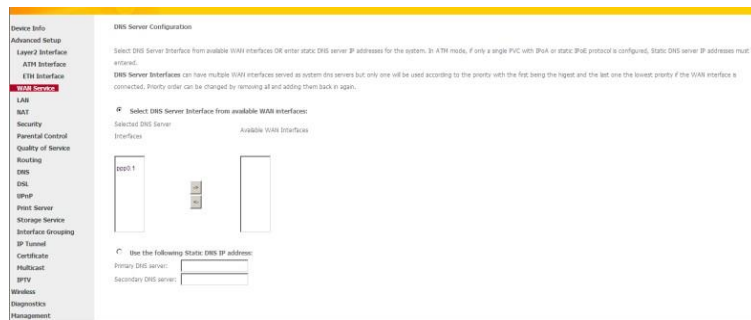 Device Info
Advanced Setup
Layer2 Interface
ATM Interface
ETH Interface
WAN Service
LAN
NAT
Security
Parental Control
Quality of Service
Routing
DNS
DSL
UPnP
Print Server
Storage Service
Interface Grouping
IP Tunnel
Certificate
Multicast
IPTV
Wireless
Diagnostics
Management
DNS Server Configuration
Select DNS Server Interface from available WAN interfaces OR enter static DNS server IP addresses for the system. In ATM mode, if only a single PVC with IPoA or static IPoE protocol is configured, Static DNS server IP addresses must
entered.
DNS Server Interfaces can have multiple WAN interfaces served as system dns servers but only one will be used according to the priority with the first being the higest and the last one the lowest priority if the WAN interface is
connected. Priority order can be changed by removing all and adding them back in again.
Select DNS Server Interface from available WAN interfaces:
Selected DNS Server
Interfaces
Available WAN Interfaces
ppp0.1
->
<-
Use the following Static DNS IP address:
Primary DNS server:
Secondary DNS server: